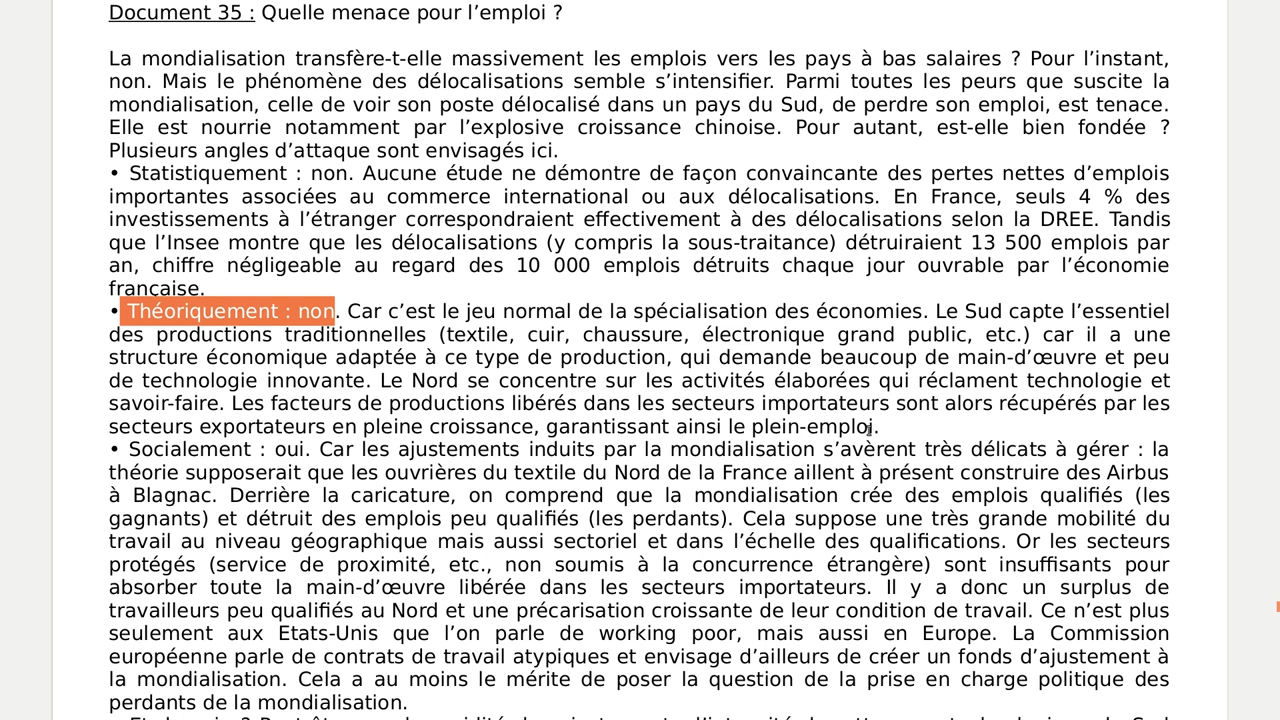 Document 35 : Quelle menace pour l’emploi ?
La mondialisation transfère-t-elle massivement les emplois vers les pays à bas salaires ? Pour l’instant,
non. Mais le phénomène des délocalisations semble s’intensifier. Parmi toutes les peurs que suscite la
mondialisation, celle de voir son poste délocalisé dans un pays du Sud, de perdre son emploi, est tenace.
Elle est nourrie notamment par l’explosive croissance chinoise. Pour autant, est-elle bien fondée ?
Plusieurs angles d’attaque sont envisagés ici.
• Statistiquement : non. Aucune étude ne démontre de façon convaincante des pertes nettes d’emplois
importantes associées au commerce international ou aux délocalisations. En France, seuls 4 % des
investissements à l’étranger correspondraient effectivement à des délocalisations selon la DREE. Tandis
que l’Insee montre que les délocalisations (y compris la sous-traitance) détruiraient 13 500 emplois par
an, chiffre négligeable au regard des 10 000 emplois détruits chaque jour ouvrable par l’économie
française.
• Théoriquement : non. Car c’est le jeu normal de la spécialisation des économies. Le Sud capte l’essentiel
des productions traditionnelles (textile, cuir, chaussure, électronique grand public, etc.) car il a une
structure économique adaptée à ce type de production, qui demande beaucoup de main-d’œuvre et peu
de technologie innovante. Le Nord se concentre sur les activités élaborées qui réclament technologie et
savoir-faire. Les facteurs de productions libérés dans les secteurs importateurs sont alors récupérés par les
secteurs exportateurs en pleine croissance, garantissant ainsi le plein-emploi.
• Socialement : oui. Car les ajustements induits par la mondialisation s’avèrent très délicats à gérer : la
théorie supposerait que les ouvrières du textile du Nord de la France aillent à présent construire des Airbus
à Blagnac. Derrière la caricature, on comprend que la mondialisation crée des emplois qualifiés (les
gagnants) et détruit des emplois peu qualifiés (les perdants). Cela suppose une très grande mobilité du
travail au niveau géographique mais aussi sectoriel et dans l’échelle des qualifications. Or les secteurs
protégés (service de proximité, etc., non soumis à la concurrence étrangère) sont insuffisants pour
absorber toute la main-d’œuvre libérée dans les secteurs importateurs. Il y a donc un surplus de
travailleurs peu qualifiés au Nord et une précarisation croissante de leur condition de travail. Ce n’est plus
seulement aux Etats-Unis que l’on parle de working poor, mais aussi en Europe. La Commission
européenne parle de contrats de travail atypiques et envisage d’ailleurs de créer un fonds d’ajustement à
la mondialisation. Cela a au moins le mérite de poser la question de la prise en charge politique des
perdants de la mondialisation.